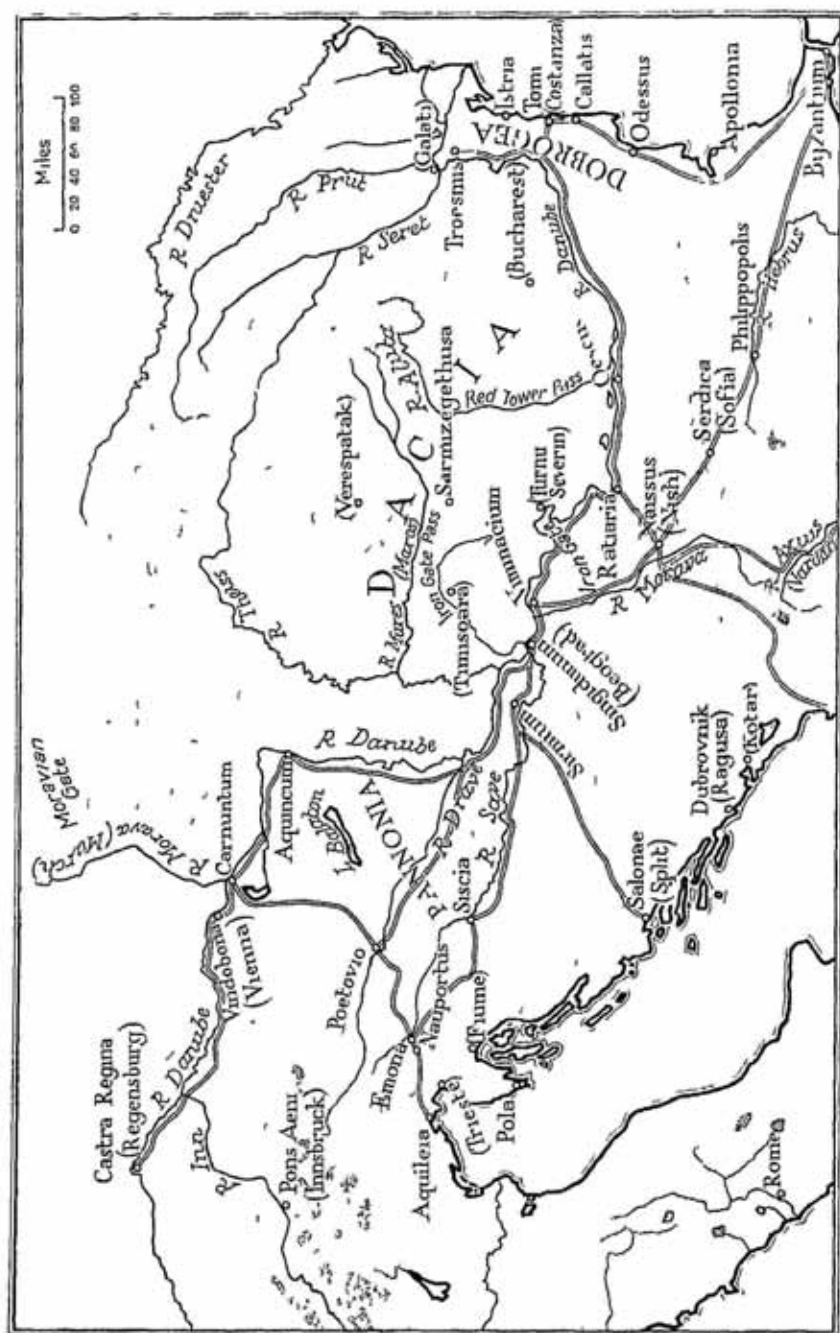 Miles
0 20 40 60 80 100
Moravian
Gate
R Morava (March)
Castra Regina
(Regensburg)
R Danube
Vindobona
(Vienna)
Carnuntum
R Inn
Pons Aeni
(Innsbruck)
Aquincum
R Danube
L Balaton
PANNONIA
R Drave
Poetovio
Emona
Nauportus
Siscia
R Save
Aquileia
(Trieste)
Pola
(Fiume)
Rome
Salonae
(Split)
Dubrovnik
(Ragusa)
(Kotar)
Sirmium
Singidunum
(Beograd)
Viminacium
(Timisoara)
Iron Gate Pass
R Mures (Maros)
R Theiss
DACIA
(Verespatak)
Sarmizegethusa
R Aluta
Red Tower Pass
Turnu
Severin
Iron Gate
Ratiaria
R Morava
Naissus
(Nish)
R Axius
(Vardar)
Serdica
(Sofia)
Philippopolis
R Hebrus
Byzantium
R Danube
(Bucharest)
R Druester
R Prut
R Seret
(Galati)
Troesmis
DOBROGEA
Istria
Tomi
Costanza)
Callatis
Odessus
Apollonia